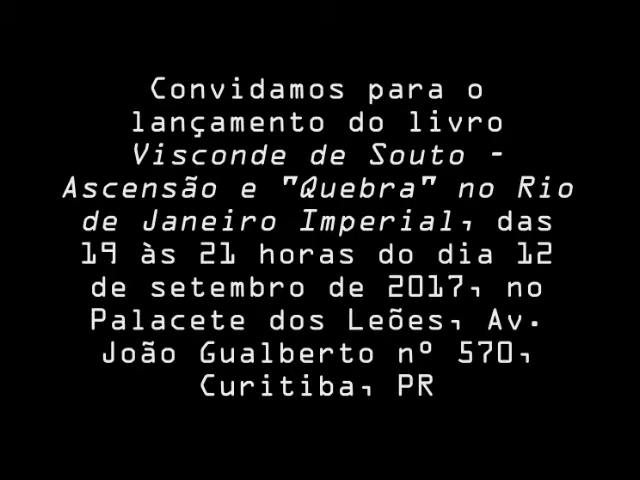 Convidamos para o
lançamento do livro
Visconde de Souto -
Ascensão e "Quebra" no Rio
de Janeiro Imperial, das
19 às 21 horas do dia 12
de setembro de 2017, no
Palacete dos Leões, Av.
João Gualberto nº 570,
Curitiba, PR